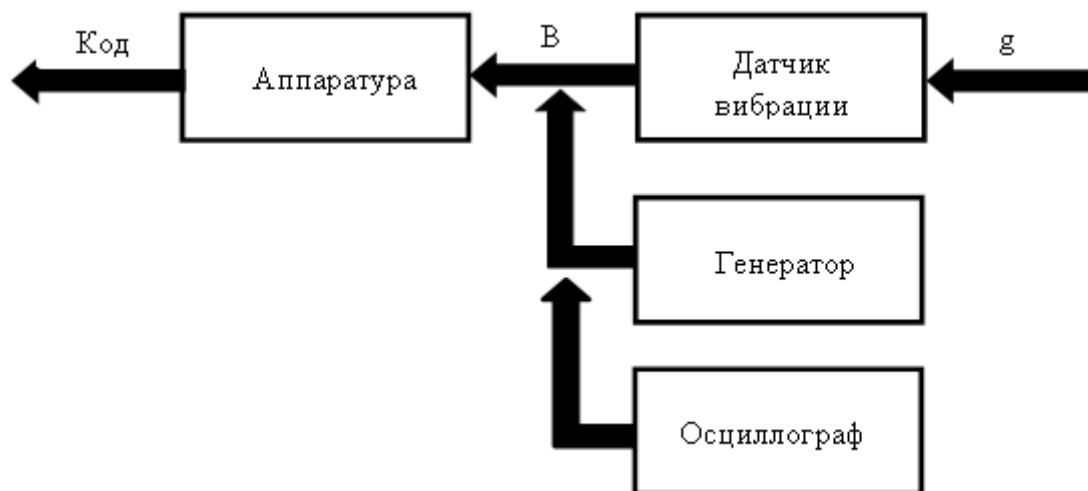 Код
В
g
Аппаратура
Датчик
вибрации
Генератор
Осциллограф